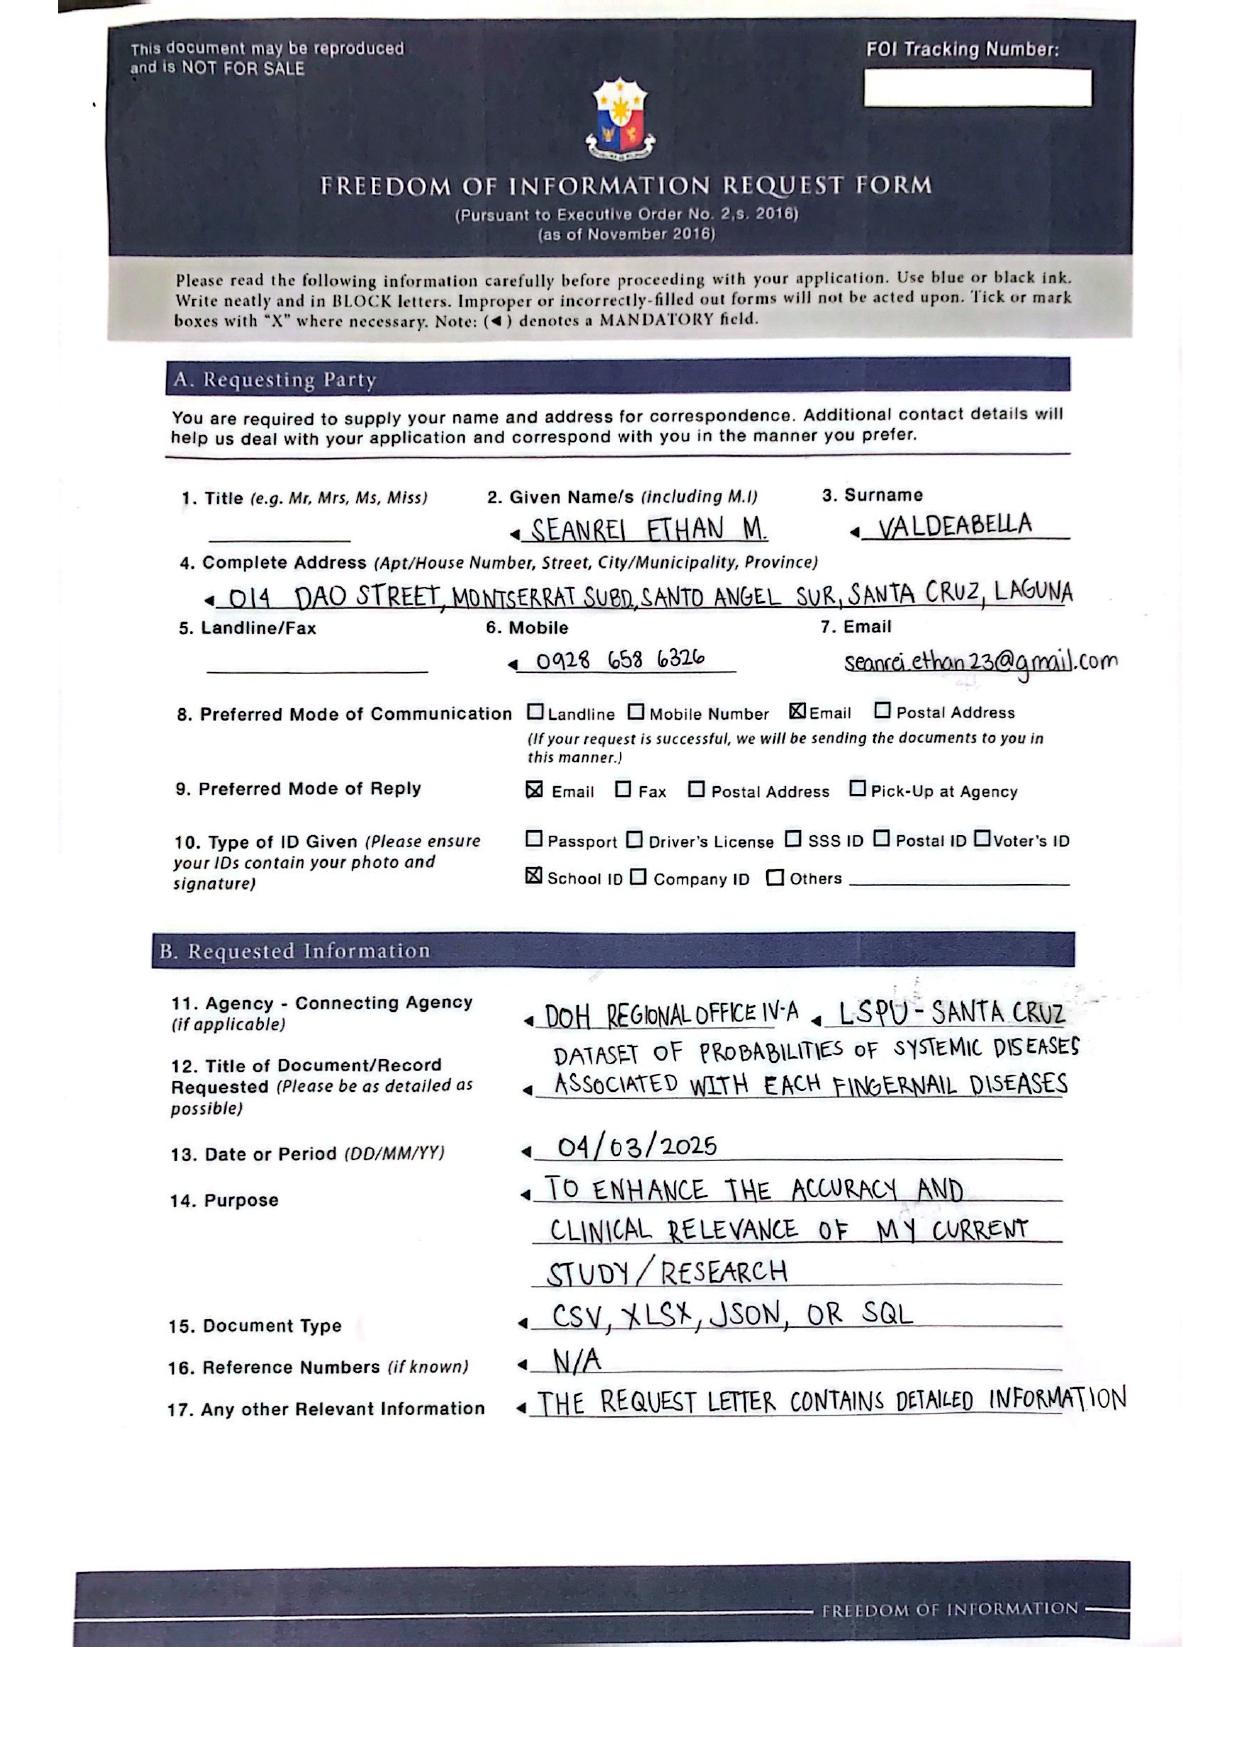 This document may be reproduced
and is NOT FOR SALE
FOI Tracking Number:
FREEDOM OF INFORMATION REQUEST FORM
(Pursuant to Executive Order No. 2,s. 2016)
(as of November 2016)
Please read the following information carefully before proceeding with your application. Use blue or black ink.
Write neatly and in BLOCK letters. Improper or incorrectly-filled out forms will not be acted upon. Tick or mark
boxes with "X" where necessary. Note: (◄) denotes a MANDATORY field.
A. Requesting Party
You are required to supply your name and address for correspondence. Additional contact details will
help us deal with your application and correspond with you in the manner you prefer.
1. Title (e.g. Mr, Mrs, Ms, Miss) 2. Given Name/s (including M.I) 3. Surname
◄ SEANREI ETHAN M. ◄ VALDEABELLA
4. Complete Address (Apt/House Number, Street, City/Municipality, Province)
◄ 014 DAO STREET, MONTSERRAT SUBD, SANTO ANGEL SUR, SANTA CRUZ, LAGUNA
5. Landline/Fax 6. Mobile 7. Email
◄ 0928 658 6326 seanrei.ethan23@gmail.com
8. Preferred Mode of Communication ☐ Landline ☐ Mobile Number ☒ Email ☐ Postal Address
(If your request is successful, we will be sending the documents to you in
this manner.)
9. Preferred Mode of Reply ☒ Email ☐ Fax ☐ Postal Address ☐ Pick-Up at Agency
10. Type of ID Given (Please ensure ☐ Passport ☐ Driver's License ☐ SSS ID ☐ Postal ID ☐ Voter's ID
your IDs contain your photo and
signature) ☒ School ID ☐ Company ID ☐ Others
B. Requested Information
11. Agency - Connecting Agency
(if applicable) ◄ DOH REGIONAL OFFICE IV-A ◄ LSPU - SANTA CRUZ
DATASET OF PROBABILITIES OF SYSTEMIC DISEASES
12. Title of Document/Record
Requested (Please be as detailed as ◄ ASSOCIATED WITH EACH FINGERNAIL DISEASES
possible)
13. Date or Period (DD/MM/YY) ◄ 04/03/2025
14. Purpose ◄ TO ENHANCE THE ACCURACY AND
CLINICAL RELEVANCE OF MY CURRENT
STUDY/RESEARCH
15. Document Type ◄ CSV, XLSX, JSON, OR SQL
16. Reference Numbers (if known) ◄ N/A
17. Any other Relevant Information ◄ THE REQUEST LETTER CONTAINS DETAILED INFORMATION
FREEDOM OF INFORMATION